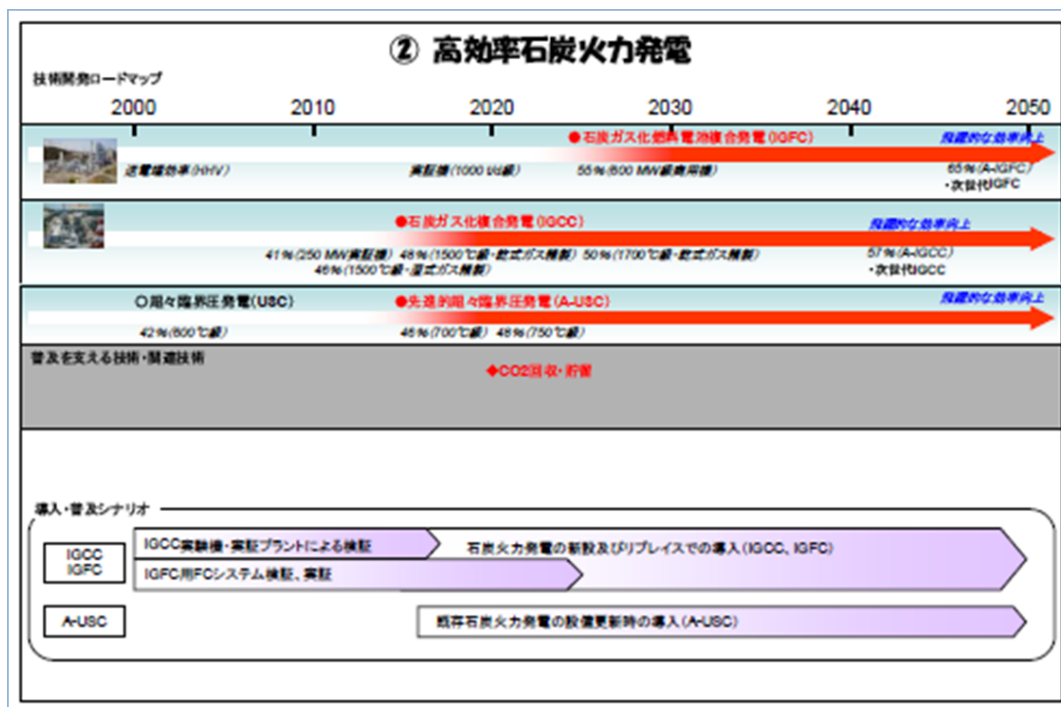 ② 高効率石炭火力発電
技術開発ロードマップ
2000 2010 2020 2030 2040 2050
●石炭ガス化燃料電池複合発電(IGFC) 飛躍的な効率向上
送電端効率(HHV) 実証機(1000 t/d級) 55%(600 MW級商用機) 65%(A-IGFC)
・次世代IGFC
●石炭ガス化複合発電(IGCC) 飛躍的な効率向上
41%(250 MW実証機) 48%(1500℃級・乾式ガス精製) 50%(1700℃級・乾式ガス精製) 57%(A-IGCC)
46%(1500℃級・湿式ガス精製) ・次世代IGCC
○超々臨界圧発電(USC) ●先進的超々臨界圧発電(A-USC) 飛躍的な効率向上
42%(600℃級) 46%(700℃級) 48%(750℃級)
普及を支える技術・関連技術
◆CO2回収・貯留
導入・普及シナリオ
IGCC
IGFC
IGCC実験機・実証プラントによる検証
石炭火力発電の新設及びリプレイスでの導入(IGCC、IGFC)
IGFC用FCシステム検証、実証
A-USC
既存石炭火力発電の設備更新時の導入(A-USC)